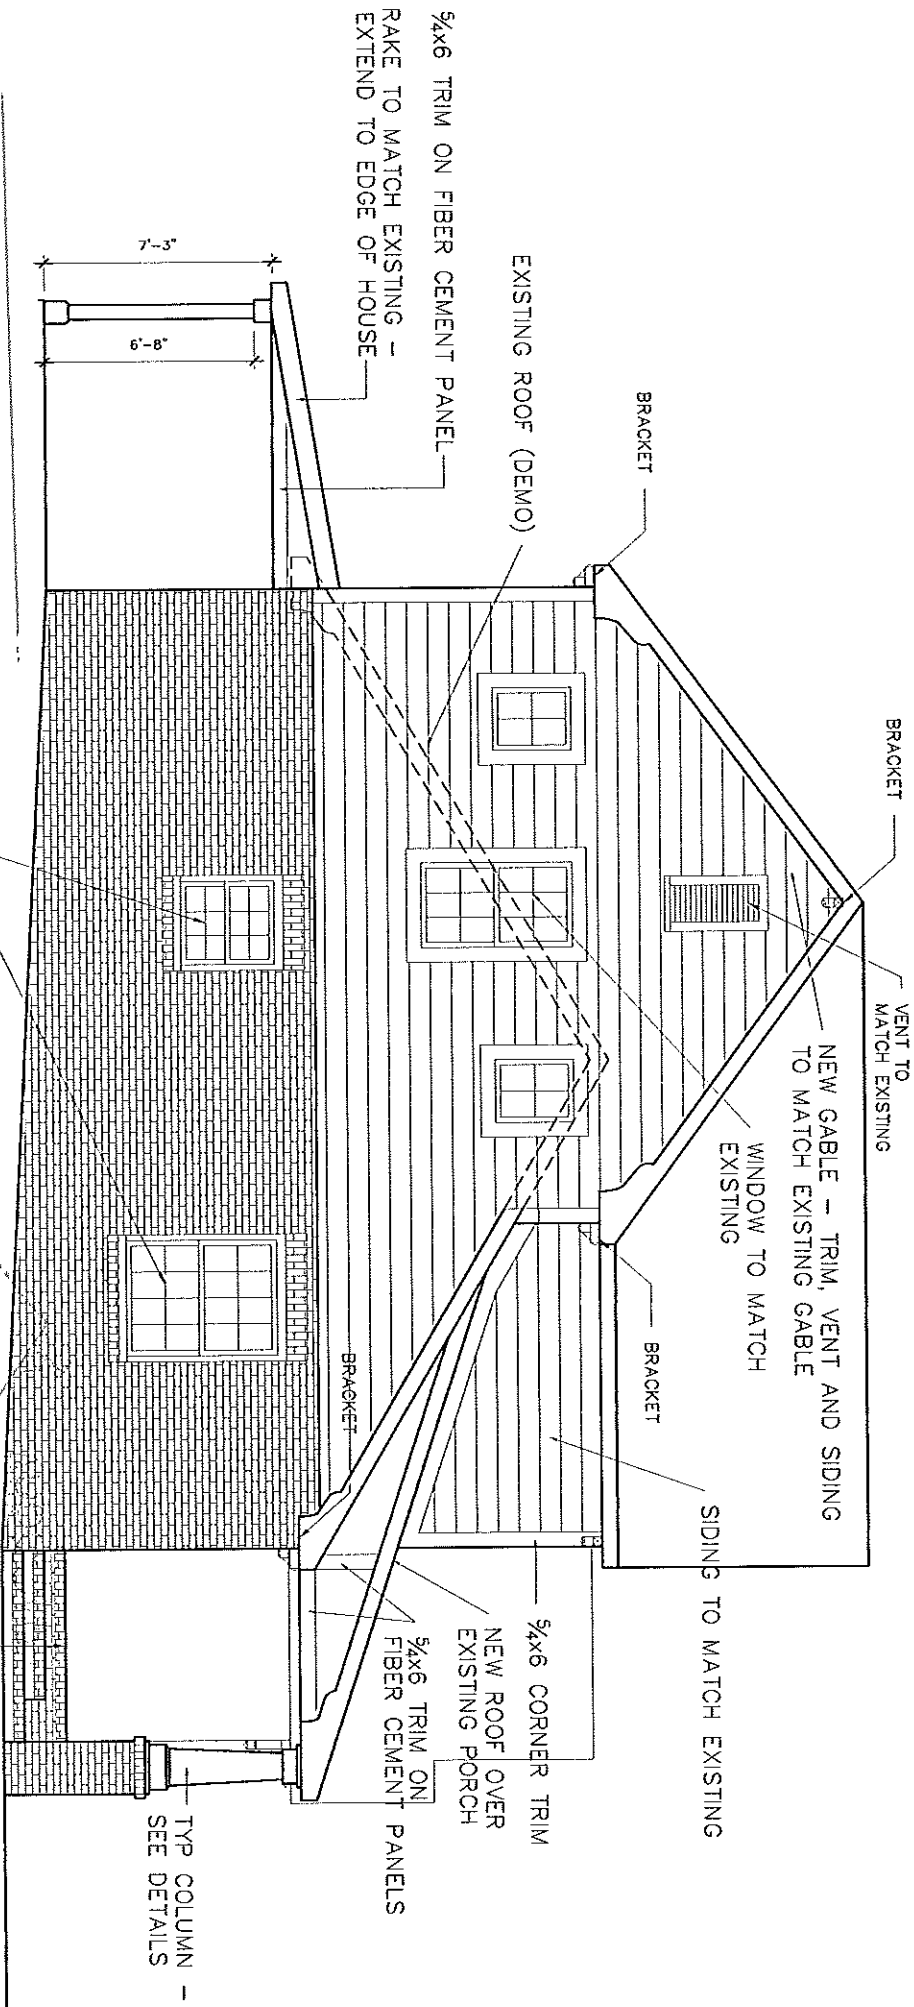 5/4x6 TRIM ON FIBER CEMENT PANEL
RAKE TO MATCH EXISTING –
EXTEND TO EDGE OF HOUSE
7'-3"
6'-8"
EXISTING ROOF (DEMO)
BRACKET
BRACKET
VENT TO
MATCH EXISTING
NEW GABLE – TRIM, VENT AND SIDING
TO MATCH EXISTING GABLE
WINDOW TO MATCH
EXISTING
BRACKET
BRACKET
SIDING TO MATCH EXISTING
5/4x6 CORNER TRIM
NEW ROOF OVER
EXISTING PORCH
5/4x6 TRIM ON
FIBER CEMENT PANELS
TYP COLUMN –
SEE DETAILS